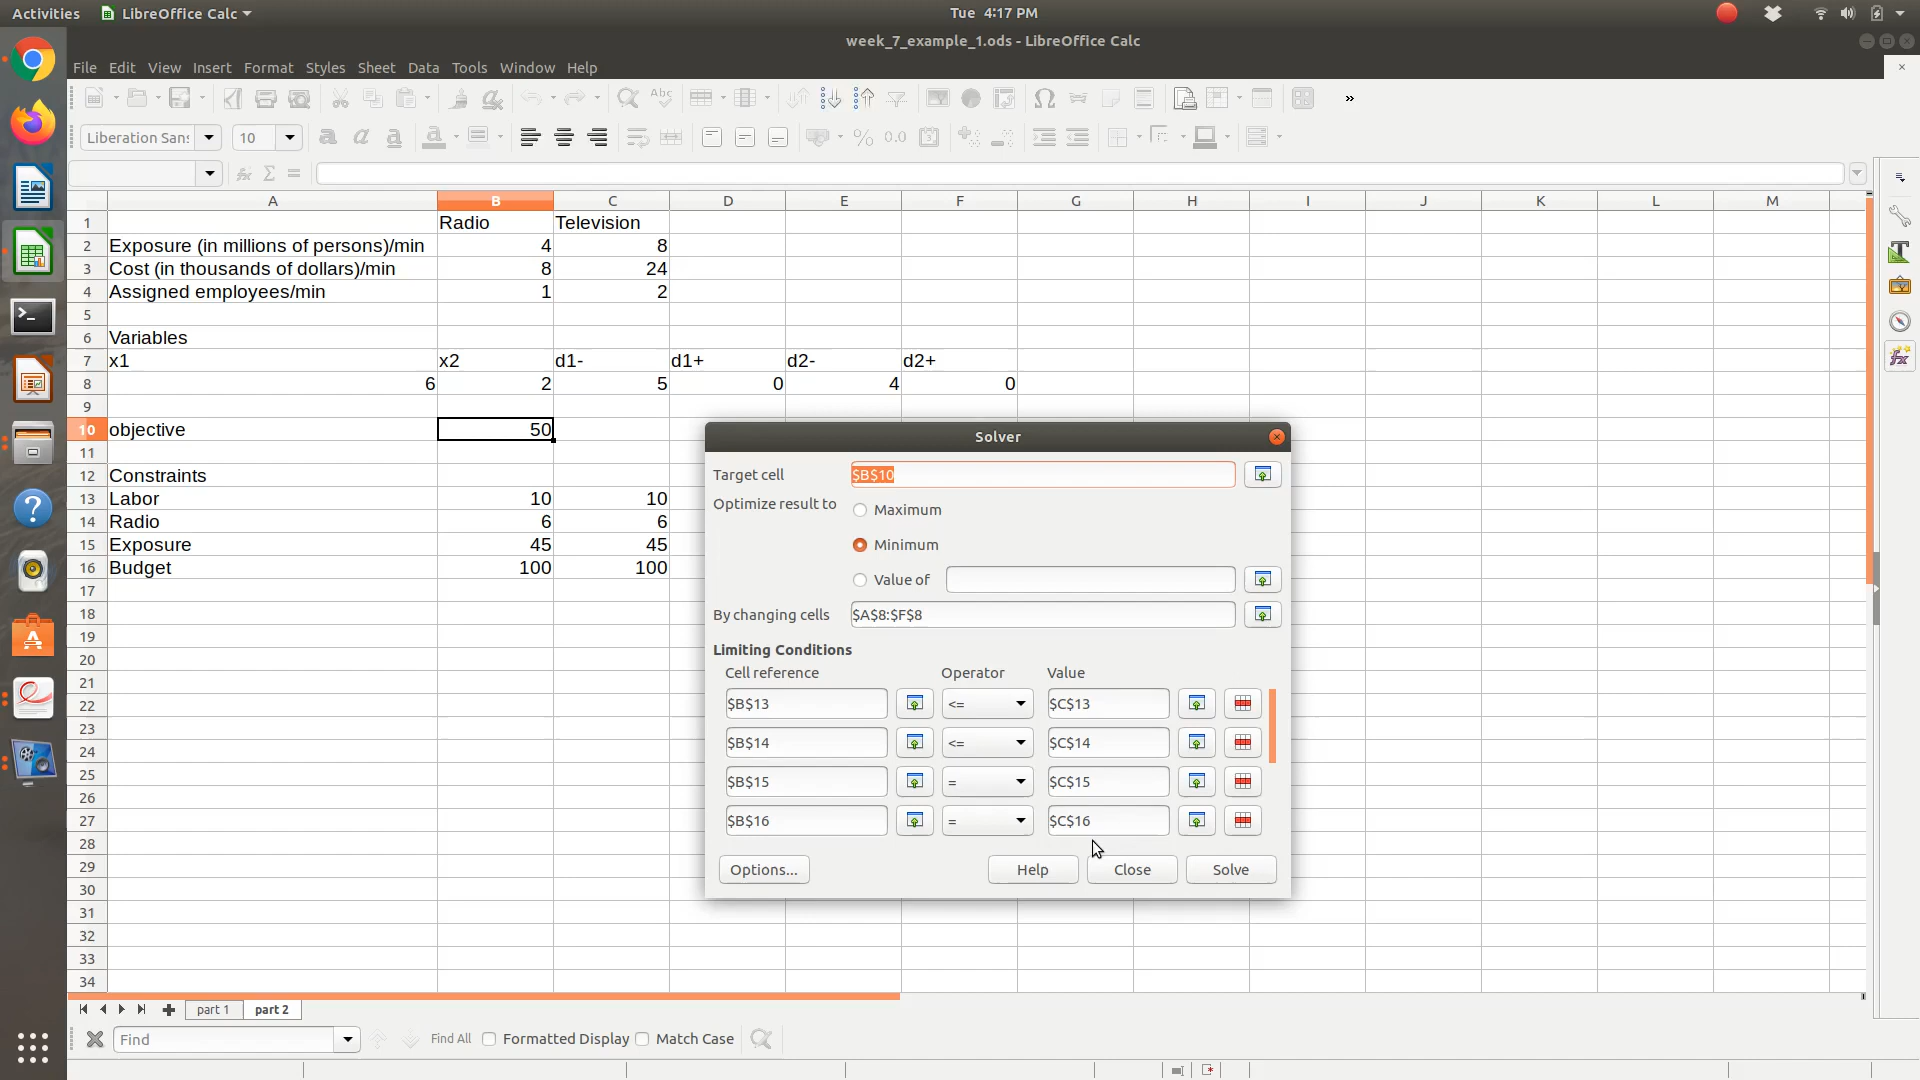 Activities LibreOffice Calc Tue 4:17 PM
week_7_example_1.ods - LibreOffice Calc
File Edit View Insert Format Styles Sheet Data Tools Window Help
Liberation Sans 10
A B C D E F G H I J K L M
1 Radio Television
2 Exposure (in millions of persons)/min 4 8
3 Cost (in thousands of dollars)/min 8 24
4 Assigned employees/min 1 2
5
6 Variables
7 x1 x2 d1- d1+ d2- d2+
8 6 2 5 0 4 0
9
10 objective 50
11
12 Constraints
13 Labor 10 10
14 Radio 6 6
15 Exposure 45 45
16 Budget 100 100
17
18
19
20
21
22
23
24
25
26
27
28
29
30
31
32
33
34
Solver
Target cell $B$10
Optimize result to Maximum
Minimum
Value of
By changing cells $A$8:$F$8
Limiting Conditions
Cell reference Operator Value
$B$13 <= $C$13
$B$14 <= $C$14
$B$15 = $C$15
$B$16 = $C$16
Options... Help Close Solve
part 1 part 2
Find Find All Formatted Display Match Case